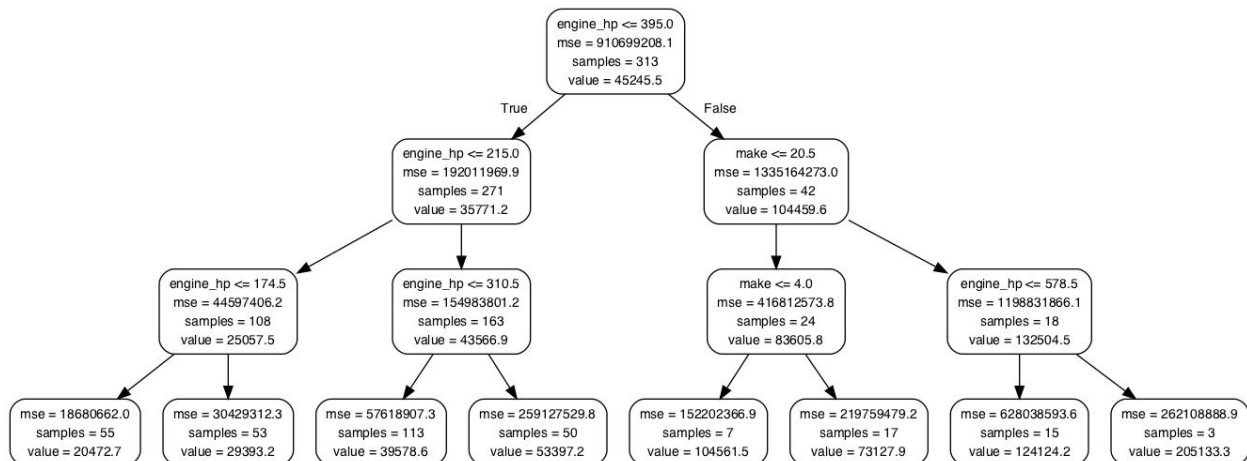 engine_hp <= 395.0
mse = 910699208.1
samples = 313
value = 45245.5
True
False
engine_hp <= 215.0
mse = 192011969.9
samples = 271
value = 35771.2
make <= 20.5
mse = 1335164273.0
samples = 42
value = 104459.6
engine_hp <= 174.5
mse = 44597406.2
samples = 108
value = 25057.5
engine_hp <= 310.5
mse = 154983801.2
samples = 163
value = 43566.9
make <= 4.0
mse = 416812573.8
samples = 24
value = 83605.8
engine_hp <= 578.5
mse = 1198831866.1
samples = 18
value = 132504.5
mse = 18680662.0
samples = 55
value = 20472.7
mse = 30429312.3
samples = 53
value = 29393.2
mse = 57618907.3
samples = 113
value = 39578.6
mse = 259127529.8
samples = 50
value = 53397.2
mse = 152202366.9
samples = 7
value = 104561.5
mse = 219759479.2
samples = 17
value = 73127.9
mse = 628038593.6
samples = 15
value = 124124.2
mse = 262108888.9
samples = 3
value = 205133.3